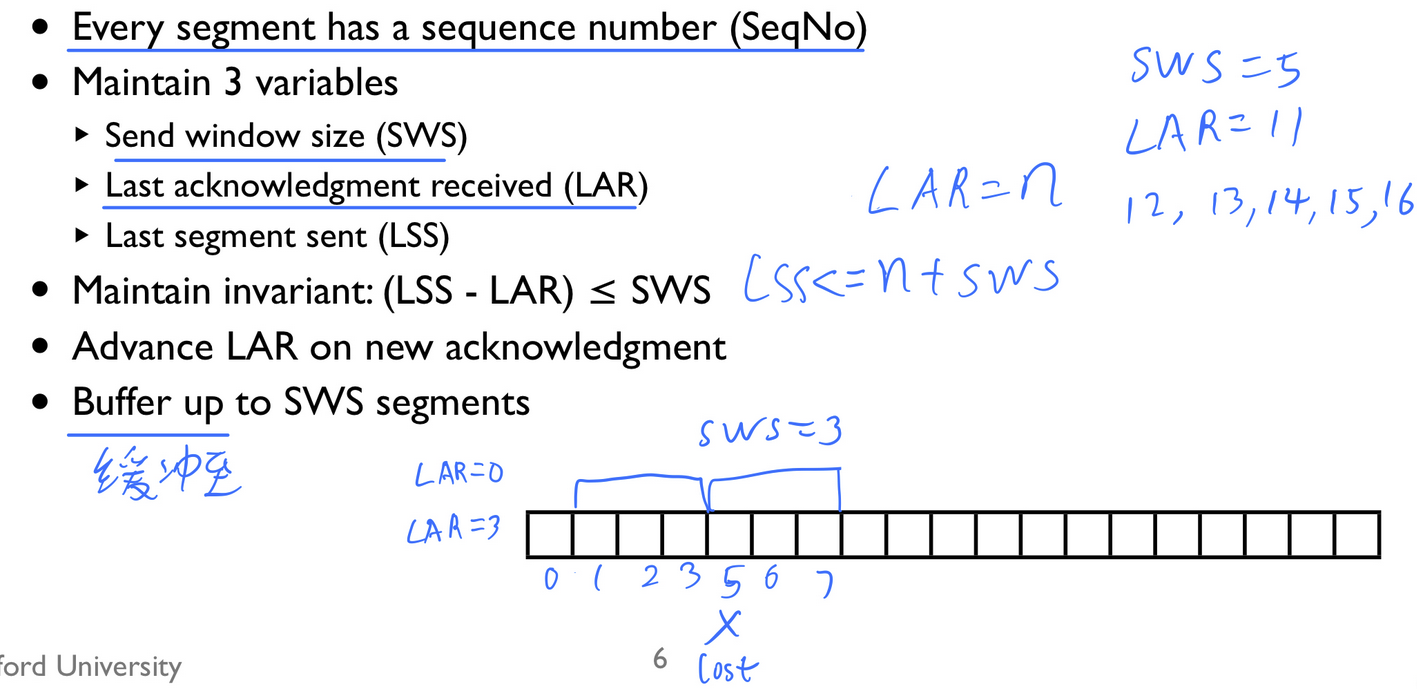 • Every segment has a sequence number (SeqNo)
SWS = 5
• Maintain 3 variables
LAR = 11
‣ Send window size (SWS)
‣ Last acknowledgment received (LAR)
LAR = n
12, 13, 14, 15, 16
‣ Last segment sent (LSS)
• Maintain invariant: (LSS - LAR) ≤ SWS
LSS <= n + SWS
• Advance LAR on new acknowledgment
• Buffer up to SWS segments
缓冲至
SWS = 3
LAR=0
LAR=3
0 1 2 3 5 6 7
X
Lost
ford University
6